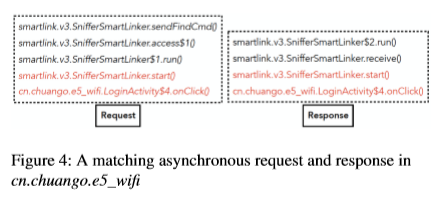 smartlink.v3.SnifferSmartLinker.sendFindCmd()
smartlink.v3.SnifferSmartLinker.access$1()
smartlink.v3.SnifferSmartLinker$1.run()
smartlink.v3.SnifferSmartLinker.start()
cn.chuango.e5_wifi.LoginActivity$4.onClick()
Request
smartlink.v3.SnifferSmartLinker$2.run()
smartlink.v3.SnifferSmartLinker.receive()
smartlink.v3.SnifferSmartLinker.start()
cn.chuango.e5_wifi.LoginActivity$4.onClick()
Response
Figure 4: A matching asynchronous request and response in
cn.chuango.e5_wifi